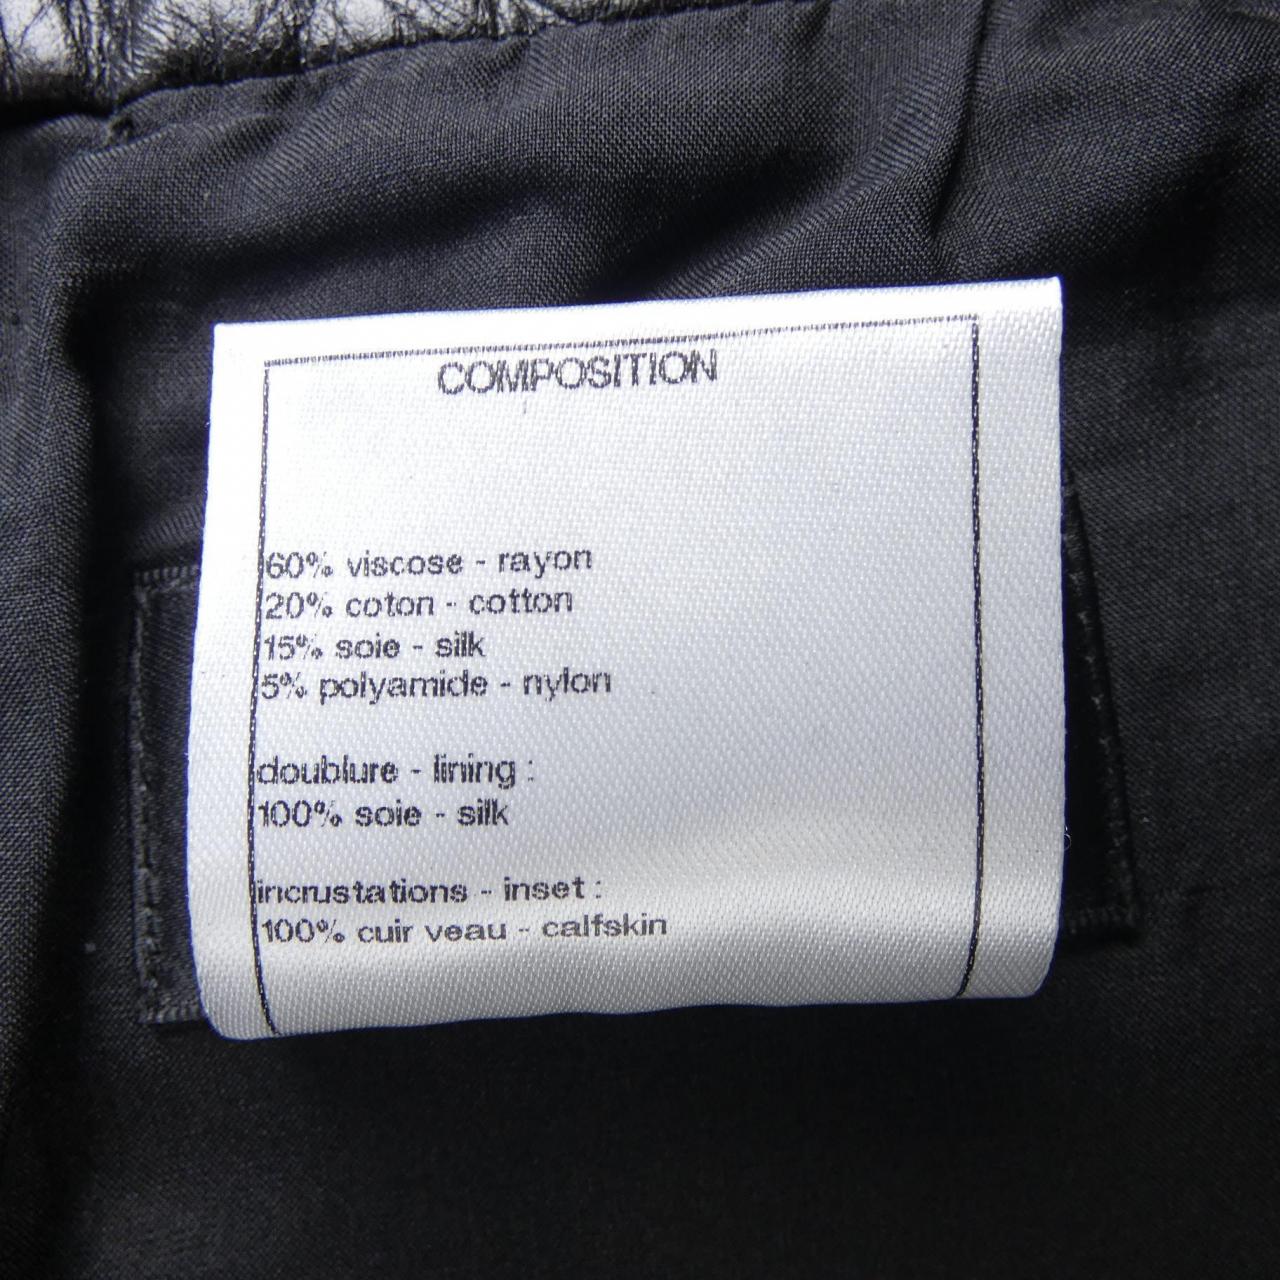 COMPOSITION
60% viscose - rayon
20% coton - cotton
15% soie - silk
5% polyamide - nylon
doublure - lining :
100% soie - silk
incrustations - inset :
100% cuir veau - calfskin